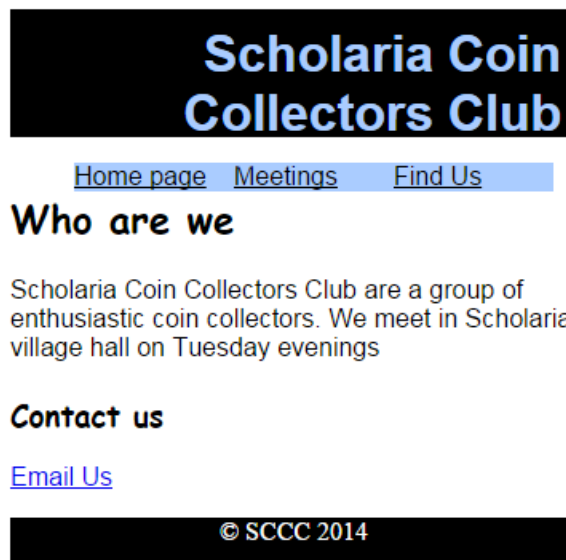 Scholaria Coin
Collectors Club
Home page Meetings Find Us
Who are we
Scholaria Coin Collectors Club are a group of
enthusiastic coin collectors. We meet in Scholaria
village hall on Tuesday evenings
Contact us
Email Us
© SCCC 2014